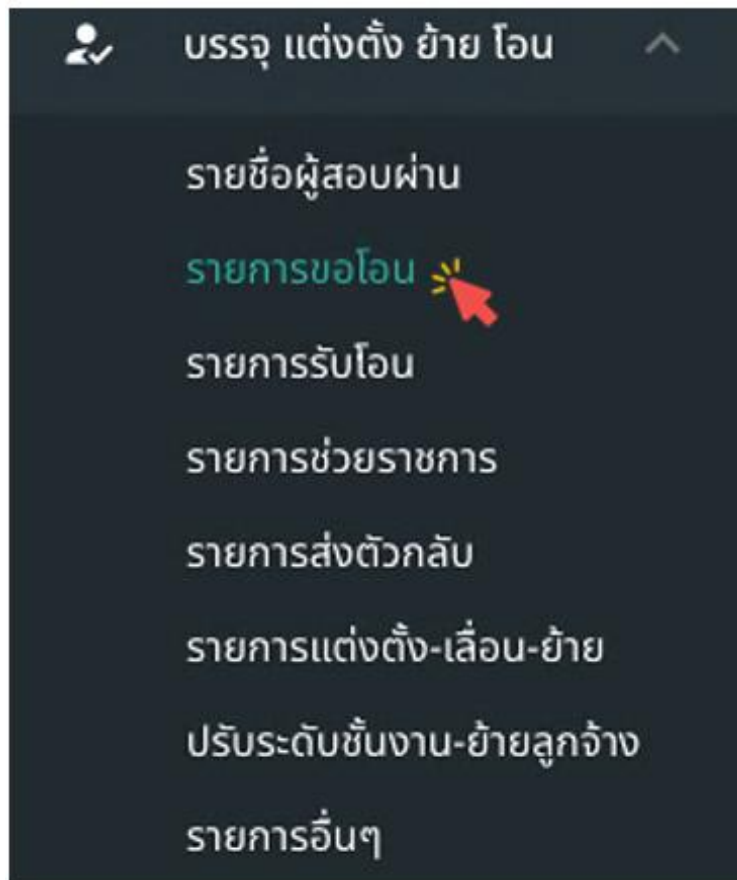 บรรจุ แต่งตั้ง ย้าย โอน
รายชื่อผู้สอบผ่าน
รายการขอโอน
รายการรับโอน
รายการช่วยราชการ
รายการส่งตัวกลับ
รายการแต่งตั้ง-เลื่อน-ย้าย
ปรับระดับชั้นงาน-ย้ายลูกจ้าง
รายการอื่นๆ